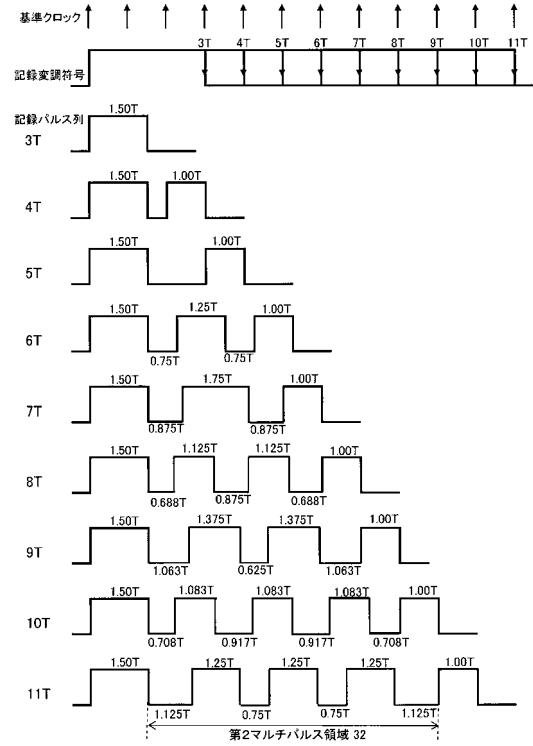 基準クロック
3T 4T 5T 6T 7T 8T 9T 10T 11T
記録変調符号
記録パルス列
1.50T
3T
1.50T 1.00T
4T
1.50T 1.00T
5T
1.50T 1.25T 1.00T
6T
0.75T 0.75T
1.50T 1.75T 1.00T
7T
0.875T 0.875T
1.50T 1.125T 1.125T 1.00T
8T
0.688T 0.875T 0.688T
1.50T 1.375T 1.375T 1.00T
9T
1.063T 0.625T 1.063T
1.50T 1.083T 1.083T 1.083T 1.00T
10T
0.708T 0.917T 0.917T 0.708T
1.50T 1.25T 1.25T 1.25T 1.00T
11T
1.125T 0.75T 0.75T 1.125T
第2マルチパルス領域 32